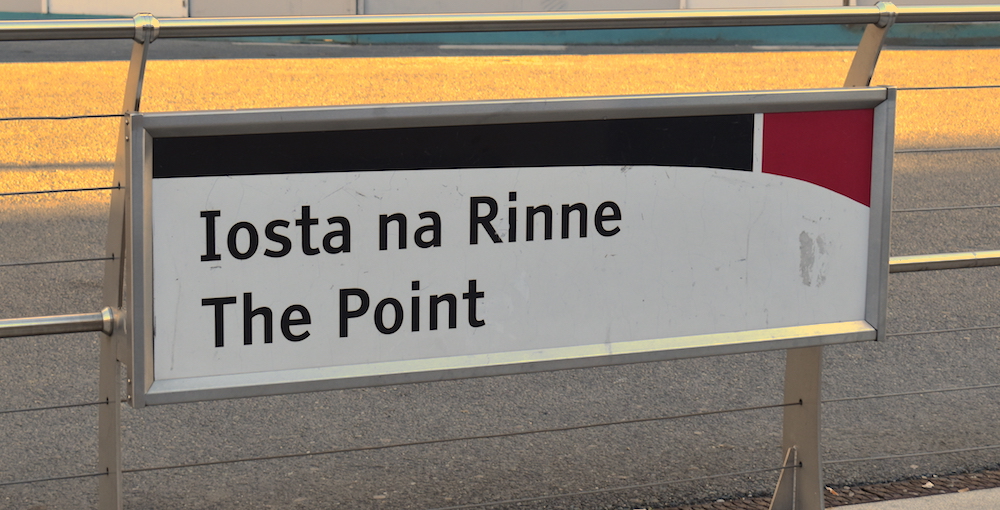 Iosta na Rinne
The Point